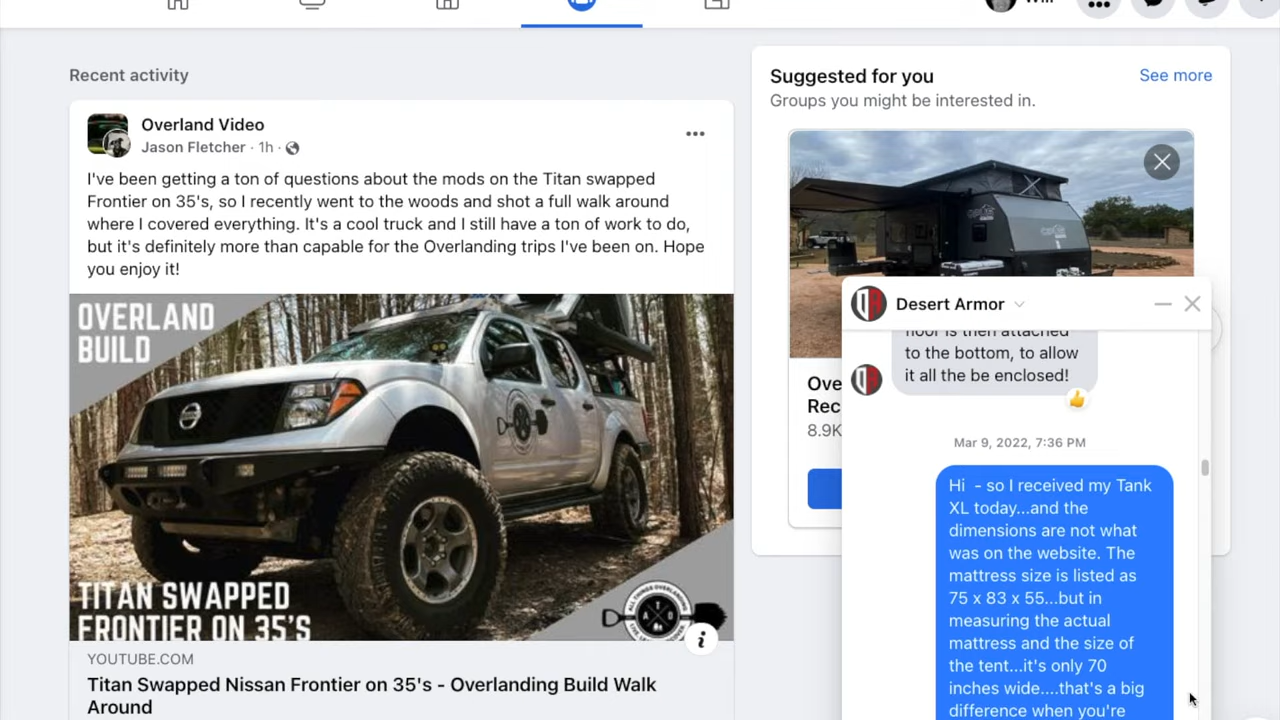 Recent activity
Overland Video
Jason Fletcher · 1h ·
I've been getting a ton of questions about the mods on the Titan swapped
Frontier on 35's, so I recently went to the woods and shot a full walk around
where I covered everything. It's a cool truck and I still have a ton of work to do,
but it's definitely more than capable for the Overlanding trips I've been on. Hope
you enjoy it!
OVERLAND
BUILD
TITAN SWAPPED
FRONTIER ON 35'S
YOUTUBE.COM
Titan Swapped Nissan Frontier on 35's - Overlanding Build Walk
Around
Suggested for you
See more
Groups you might be interested in.
Ove
Rec
8.9K
Desert Armor
floor is then attached
to the bottom, to allow
it all the be enclosed!
Mar 9, 2022, 7:36 PM
Hi - so I received my Tank
XL today...and the
dimensions are not what
was on the website. The
mattress size is listed as
75 x 83 x 55...but in
measuring the actual
mattress and the size of
the tent...it's only 70
inches wide....that's a big
difference when you're